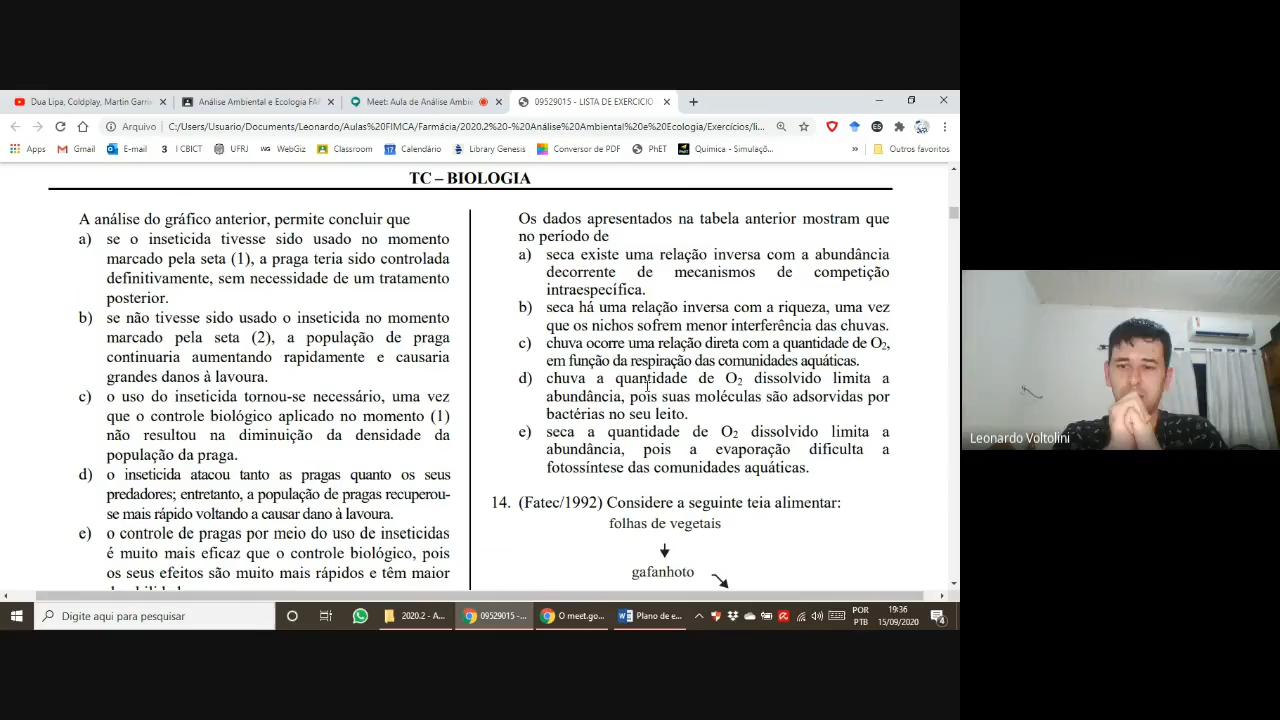 Dua Lipa, Coldplay, Martin Garri
Análise Ambiental e Ecologia FAR
Meet: Aula de Análise Ambie
09529015 - LISTA DE EXERCICIO
Arquivo
C:/Users/Usuario/Documents/Leonardo/Aulas%20FIMCA/Farmácia/2020.2%20-%20Análise%20Ambiental%20e%20Ecologia/Exercícios/li...
Apps
Gmail
E-mail
I CBICT
UFRJ
WebGiz
Classroom
Calendário
Library Genesis
Conversor de PDF
PhET
Química - Simulaçõ...
»
Outros favoritos
TC – BIOLOGIA
A análise do gráfico anterior, permite concluir que
a) se o inseticida tivesse sido usado no momento
marcado pela seta (1), a praga teria sido controlada
definitivamente, sem necessidade de um tratamento
posterior.
b) se não tivesse sido usado o inseticida no momento
marcado pela seta (2), a população de praga
continuaria aumentando rapidamente e causaria
grandes danos à lavoura.
c) o uso do inseticida tornou-se necessário, uma vez
que o controle biológico aplicado no momento (1)
não resultou na diminuição da densidade da
população da praga.
d) o inseticida atacou tanto as pragas quanto os seus
predadores; entretanto, a população de pragas recuperou-
se mais rápido voltando a causar dano à lavoura.
e) o controle de pragas por meio do uso de inseticidas
é muito mais eficaz que o controle biológico, pois
os seus efeitos são muito mais rápidos e têm maior
Os dados apresentados na tabela anterior mostram que
no período de
a) seca existe uma relação inversa com a abundância
decorrente de mecanismos de competição
intraespecífica.
b) seca há uma relação inversa com a riqueza, uma vez
que os nichos sofrem menor interferência das chuvas.
c) chuva ocorre uma relação direta com a quantidade de O₂,
em função da respiração das comunidades aquáticas.
d) chuva a quantidade de O₂ dissolvido limita a
abundância, pois suas moléculas são adsorvidas por
bactérias no seu leito.
e) seca a quantidade de O₂ dissolvido limita a
abundância, pois a evaporação dificulta a
fotossíntese das comunidades aquáticas.
14. (Fatec/1992) Considere a seguinte teia alimentar:
folhas de vegetais
gafanhoto
Leonardo Voltolini
Digite aqui para pesquisar
2020.2 - A...
09529015 -...
O meet.go...
Plano de e...
POR
PTB
19:36
15/09/2020
4